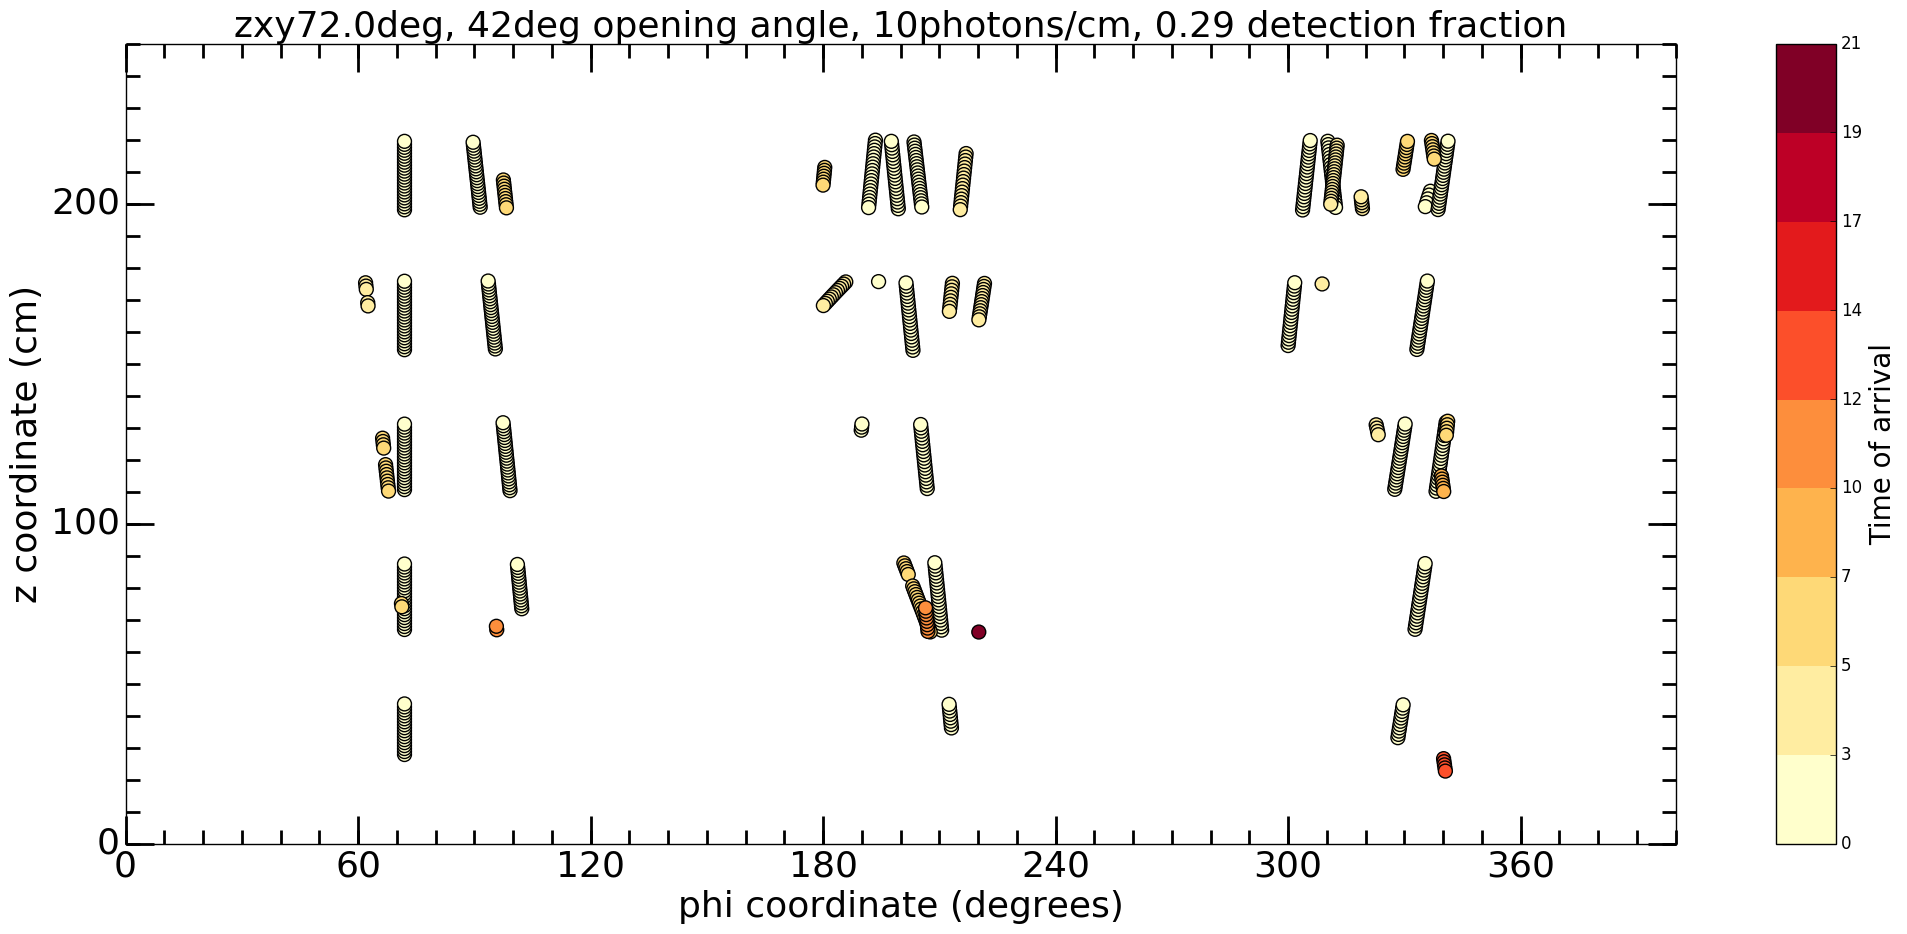 zxy72.0deg, 42deg opening angle, 10photons/cm, 0.29 detection fraction
z coordinate (cm)
200
100
0
0 60 120 180 240 300 360
phi coordinate (degrees)
21
19
17
14
12
10
7
5
3
0
Time of arrival